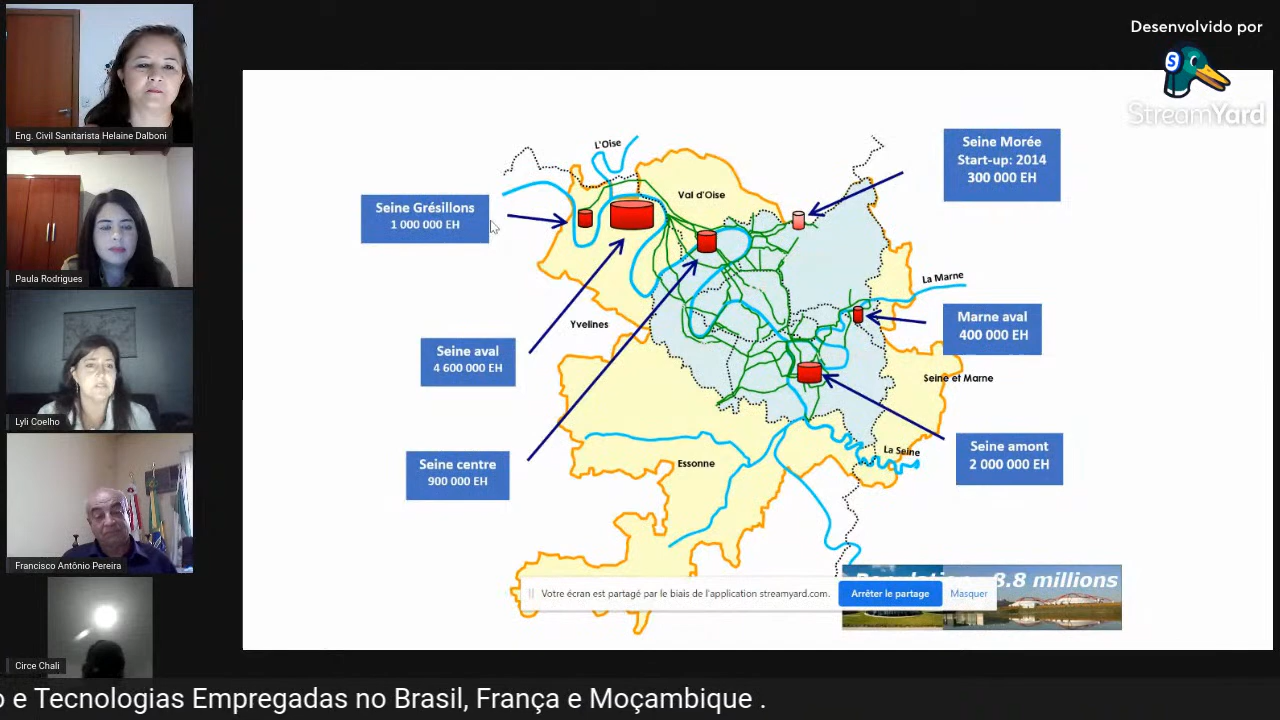 Desenvolvido por
StreamYard
Eng. Civil Sanitarista Helaine Dalboni
Paula Rodrigues
Lyli Coelho
Francisco Antônio Pereira
Circe Chali
L'Oise
Val d'Oise
Seine Morée
Start-up: 2014
300 000 EH
Seine Grésillons
1 000 000 EH
La Marne
Yvelines
Marne aval
400 000 EH
Seine aval
4 600 000 EH
Seine et Marne
Seine centre
900 000 EH
Essonne
La Seine
Seine amont
2 000 000 EH
8.8 millions
Votre écran est partagé par le biais de l'application streamyard.com.
Arrêter le partage
Masquer
e Tecnologias Empregadas no Brasil, França e Moçambique .